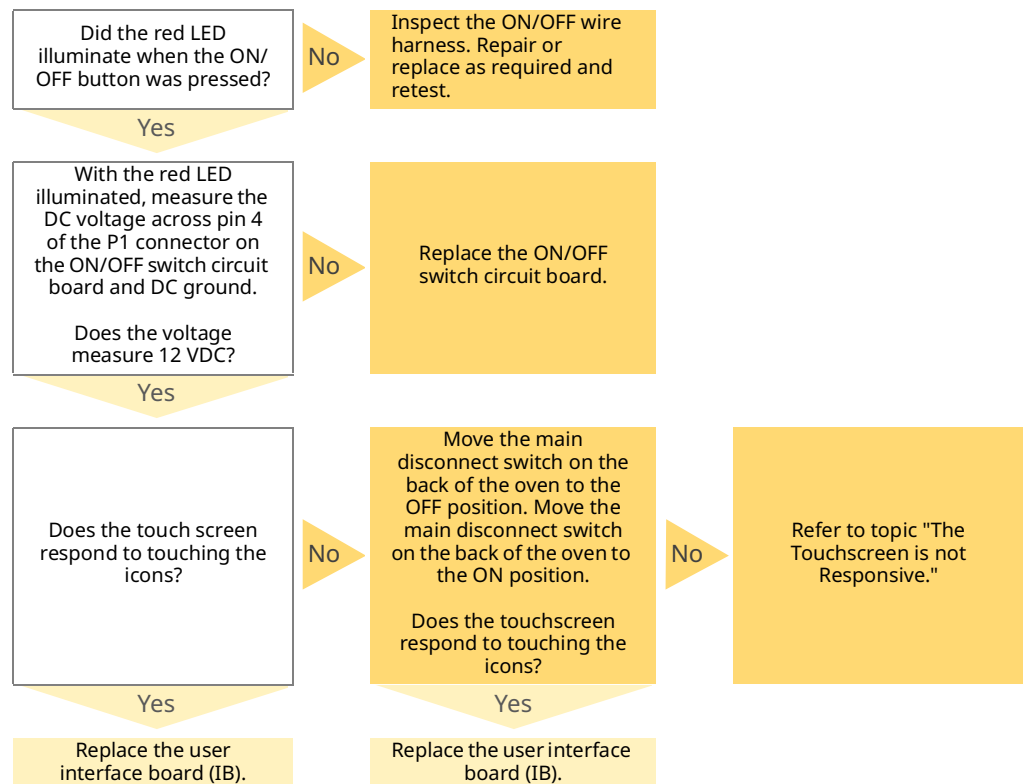 Did the red LED
illuminate when the ON/
OFF button was pressed?
No
Inspect the ON/OFF wire
harness. Repair or
replace as required and
retest.
Yes
With the red LED
illuminated, measure the
DC voltage across pin 4
of the P1 connector on
the ON/OFF switch circuit
board and DC ground.
Does the voltage
measure 12 VDC?
No
Replace the ON/OFF
switch circuit board.
Yes
Does the touch screen
respond to touching the
icons?
No
Move the main
disconnect switch on the
back of the oven to the
OFF position. Move the
main disconnect switch
on the back of the oven to
the ON position.
Does the touchscreen
respond to touching the
icons?
No
Refer to topic "The
Touchscreen is not
Responsive."
Yes
Yes
Replace the user
interface board (IB).
Replace the user interface
board (IB).